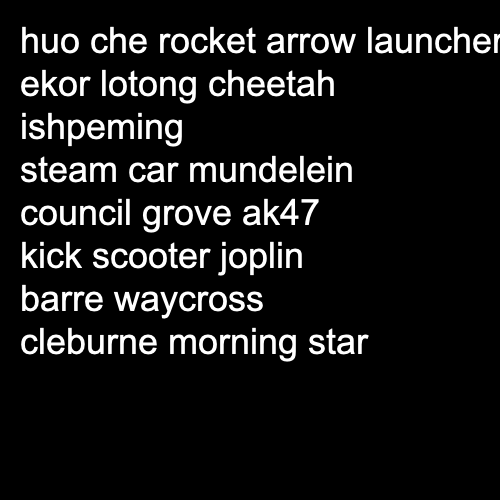 huo che rocket arrow launcher
ekor lotong cheetah
ishpeming
steam car mundelein
council grove ak47
kick scooter joplin
barre waycross
cleburne morning star